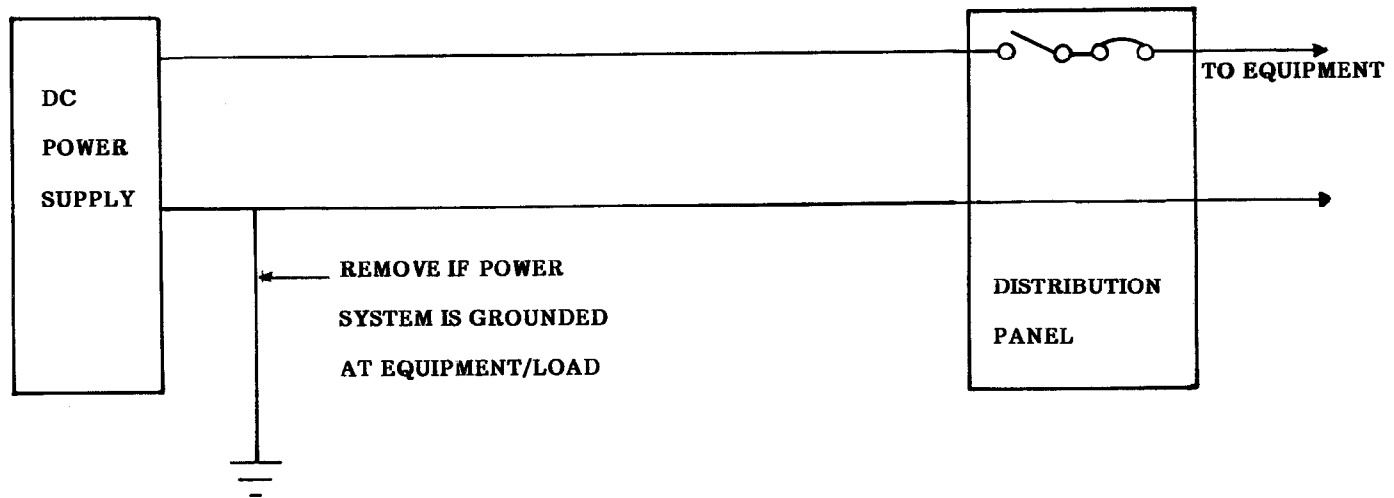 DC
POWER
SUPPLY
TO EQUIPMENT
REMOVE IF POWER
SYSTEM IS GROUNDED
AT EQUIPMENT/LOAD
DISTRIBUTION
PANEL